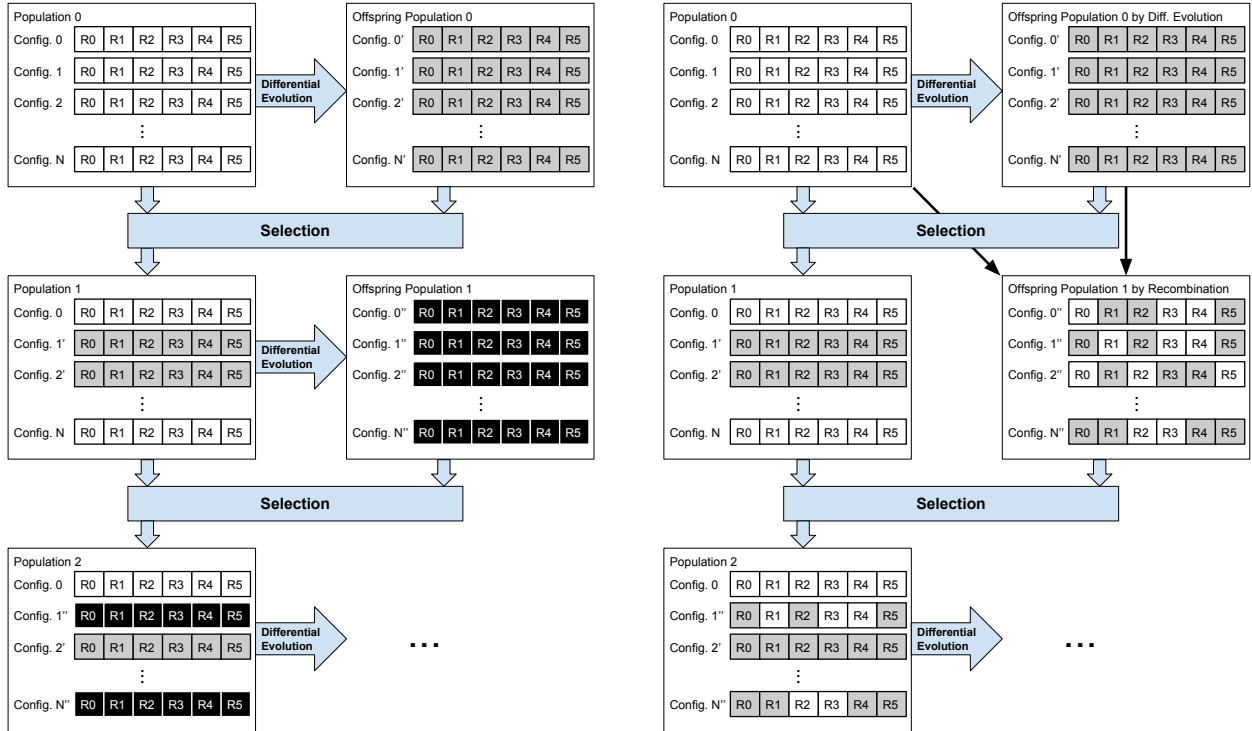 Population 0
Config. 0 R0 R1 R2 R3 R4 R5
Config. 1 R0 R1 R2 R3 R4 R5
Config. 2 R0 R1 R2 R3 R4 R5
⋮
Config. N R0 R1 R2 R3 R4 R5
Differential
Evolution
Offspring Population 0
Config. 0' R0 R1 R2 R3 R4 R5
Config. 1' R0 R1 R2 R3 R4 R5
Config. 2' R0 R1 R2 R3 R4 R5
⋮
Config. N' R0 R1 R2 R3 R4 R5
Selection
Population 1
Config. 0 R0 R1 R2 R3 R4 R5
Config. 1' R0 R1 R2 R3 R4 R5
Config. 2' R0 R1 R2 R3 R4 R5
⋮
Config. N R0 R1 R2 R3 R4 R5
Differential
Evolution
Offspring Population 1
Config. 0'' R0 R1 R2 R3 R4 R5
Config. 1'' R0 R1 R2 R3 R4 R5
Config. 2'' R0 R1 R2 R3 R4 R5
⋮
Config. N'' R0 R1 R2 R3 R4 R5
Selection
Population 2
Config. 0 R0 R1 R2 R3 R4 R5
Config. 1'' R0 R1 R2 R3 R4 R5
Config. 2' R0 R1 R2 R3 R4 R5
⋮
Config. N'' R0 R1 R2 R3 R4 R5
Differential
Evolution
...
Population 0
Config. 0 R0 R1 R2 R3 R4 R5
Config. 1 R0 R1 R2 R3 R4 R5
Config. 2 R0 R1 R2 R3 R4 R5
⋮
Config. N R0 R1 R2 R3 R4 R5
Differential
Evolution
Offspring Population 0 by Diff. Evolution
Config. 0' R0 R1 R2 R3 R4 R5
Config. 1' R0 R1 R2 R3 R4 R5
Config. 2' R0 R1 R2 R3 R4 R5
⋮
Config. N' R0 R1 R2 R3 R4 R5
Selection
Population 1
Config. 0 R0 R1 R2 R3 R4 R5
Config. 1' R0 R1 R2 R3 R4 R5
Config. 2' R0 R1 R2 R3 R4 R5
⋮
Config. N R0 R1 R2 R3 R4 R5
Offspring Population 1 by Recombination
Config. 0'' R0 R1 R2 R3 R4 R5
Config. 1'' R0 R1 R2 R3 R4 R5
Config. 2'' R0 R1 R2 R3 R4 R5
⋮
Config. N'' R0 R1 R2 R3 R4 R5
Selection
Population 2
Config. 0 R0 R1 R2 R3 R4 R5
Config. 1'' R0 R1 R2 R3 R4 R5
Config. 2' R0 R1 R2 R3 R4 R5
⋮
Config. N'' R0 R1 R2 R3 R4 R5
Differential
Evolution
...